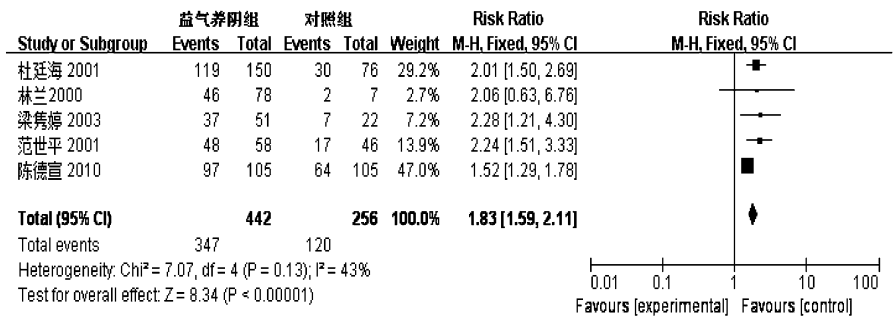 益气养阴组 对照组 Risk Ratio Risk Ratio
Study or Subgroup Events Total Events Total Weight M-H, Fixed, 95% CI M-H, Fixed, 95% CI
杜廷海 2001 119 150 30 76 29.2% 2.01 [1.50, 2.69]
林兰2000 46 78 2 7 2.7% 2.06 [0.63, 6.76]
梁隽婷 2003 37 51 7 22 7.2% 2.28 [1.21, 4.30]
范世平 2001 48 58 17 46 13.9% 2.24 [1.51, 3.33]
陈德宣 2010 97 105 64 105 47.0% 1.52 [1.29, 1.78]
Total (95% CI) 442 256 100.0% 1.83 [1.59, 2.11]
Total events 347 120
Heterogeneity: Chi² = 7.07, df = 4 (P = 0.13); I² = 43%
Test for overall effect: Z = 8.34 (P < 0.00001)
0.01 0.1 1 10 100
Favours [experimental] Favours [control]